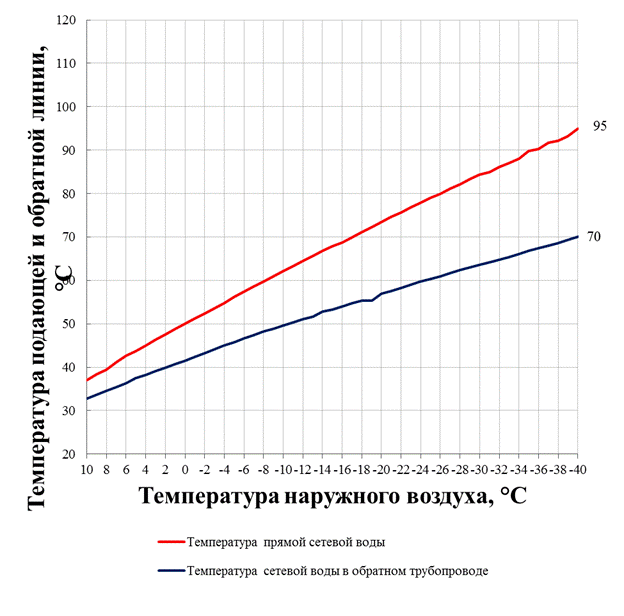 Температура подающей и обратной линии,
°С
120
110
100
90
80
70
60
50
40
30
20
95
70
10 8 6 4 2 0 -2 -4 -6 -8 -10 -12 -14 -16 -18 -20 -22 -24 -26 -28 -30 -32 -34 -36 -38 -40
Температура наружного воздуха, °С
Температура прямой сетевой воды
Температура сетевой воды в обратном трубопроводе